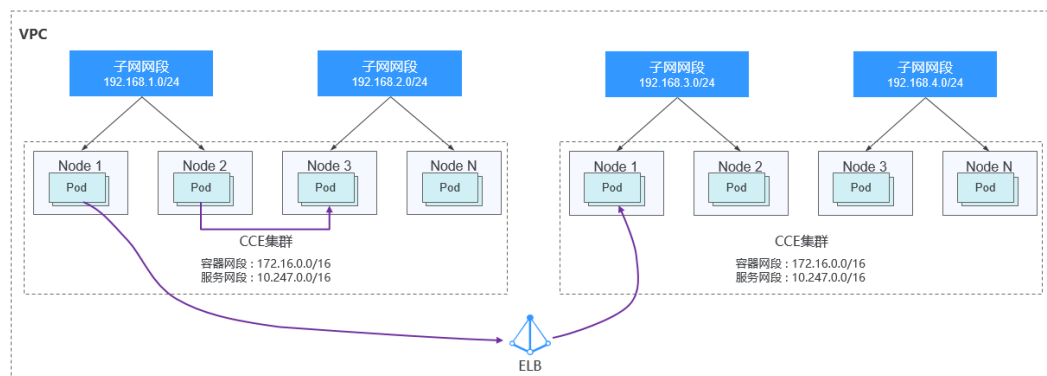 VPC
子网网段
192.168.1.0/24
子网网段
192.168.2.0/24
子网网段
192.168.3.0/24
子网网段
192.168.4.0/24
Node 1
Pod
Node 2
Pod
Node 3
Pod
Node N
Pod
CCE集群
容器网段：172.16.0.0/16
服务网段：10.247.0.0/16
Node 1
Pod
Node 2
Pod
Node 3
Pod
Node N
Pod
CCE集群
容器网段：172.16.0.0/16
服务网段：10.247.0.0/16
ELB